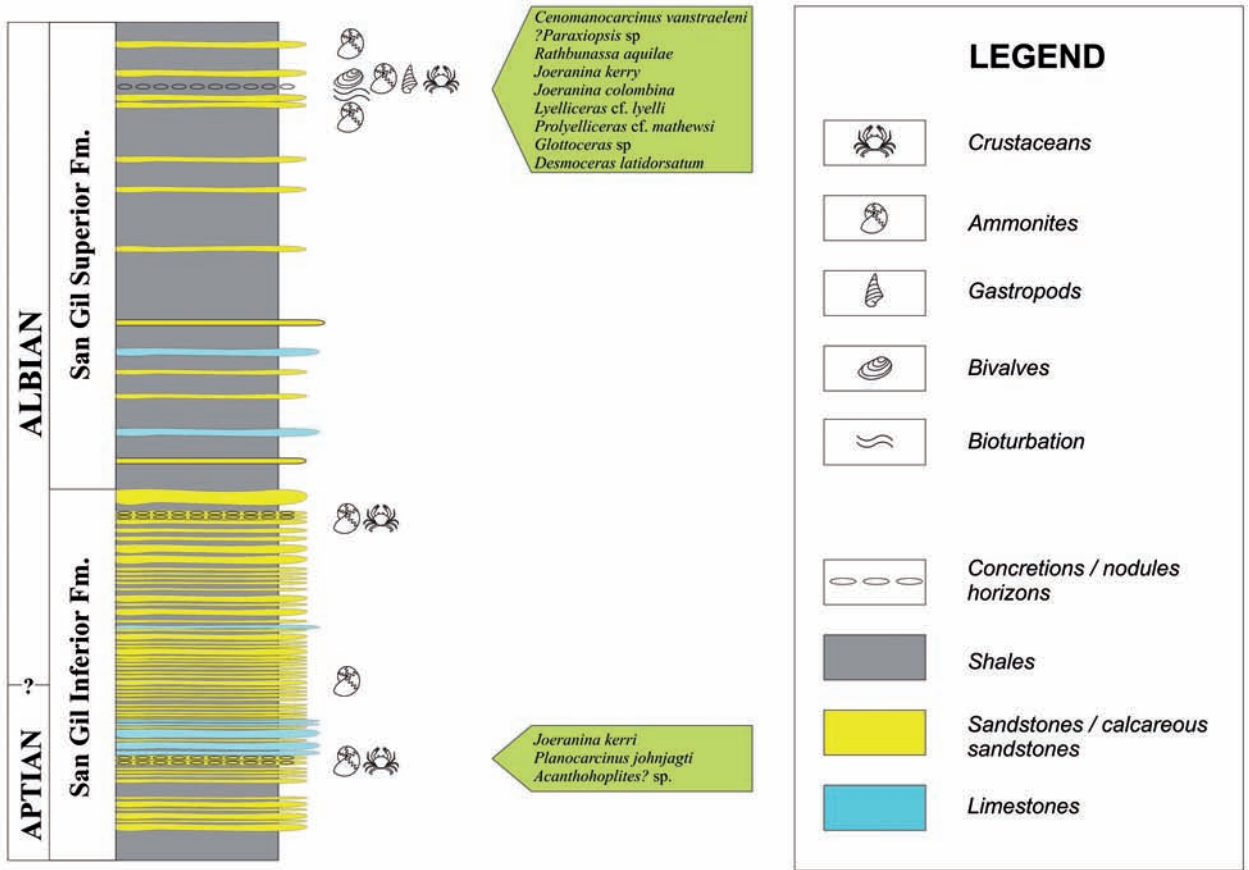 ALBIAN
-?-
APTIAN
San Gil Superior Fm.
San Gil Inferior Fm.
Cenomanocarcinus vanstraeleni
?Paraxiopsis sp
Rathbunassa aquilae
Joeranina kerry
Joeranina colombina
Lyelliceras cf. lyelli
Prolyelliceras cf. mathewsi
Glottoceras sp
Desmoceras latidorsatum
Joeranina kerri
Planocarcinus johnjagti
Acanthohoplites? sp.
LEGEND
Crustaceans
Ammonites
Gastropods
Bivalves
Bioturbation
Concretions / nodules
horizons
Shales
Sandstones / calcareous
sandstones
Limestones